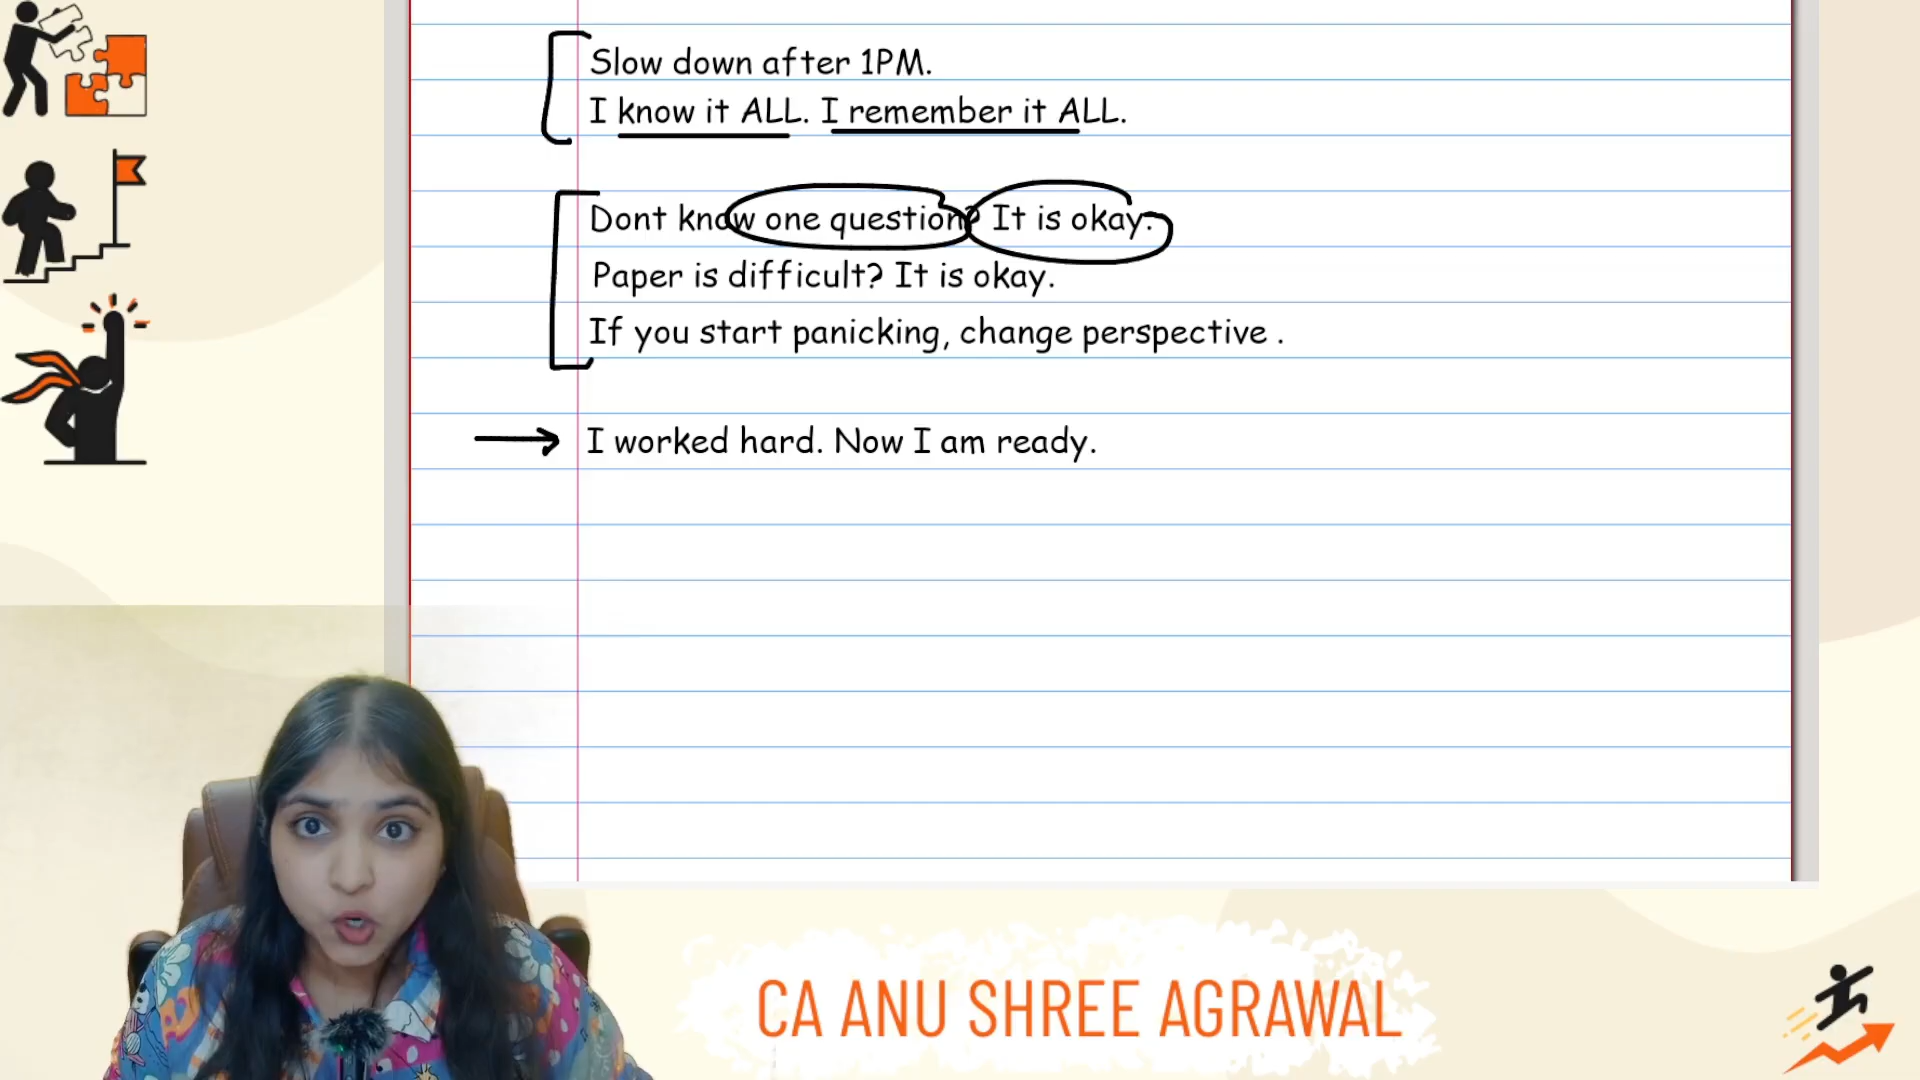 Slow down after 1PM.
I know it ALL. I remember it ALL.
Dont know one question? It is okay.
Paper is difficult? It is okay.
If you start panicking, change perspective .
I worked hard. Now I am ready.
CA ANU SHREE AGRAWAL